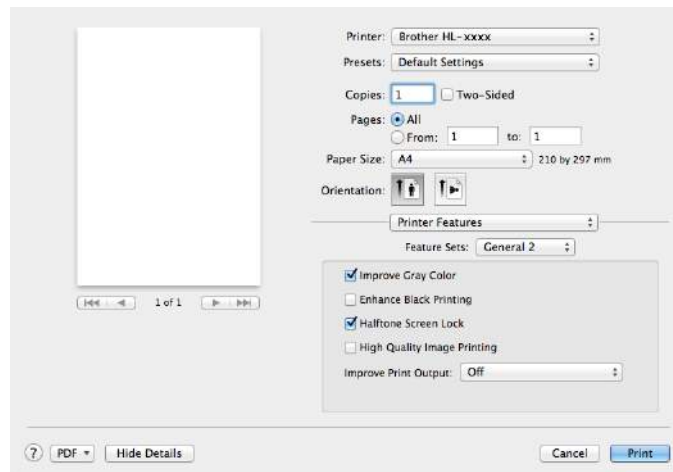 Printer: Brother HL-xxxx
Presets: Default Settings
Copies: 1 Two-Sided
Pages: All
From: 1 to: 1
Paper Size: A4 210 by 297 mm
Orientation:
Printer Features
Feature Sets: General 2
Improve Gray Color
1 of 1
Enhance Black Printing
Halftone Screen Lock
High Quality Image Printing
Improve Print Output: Off
? PDF Hide Details Cancel Print